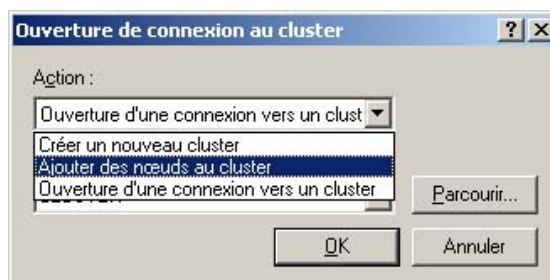 Ouverture de connexion au cluster
Action :
Ouverture d'une connexion vers un clust
Créer un nouveau cluster
Ajouter des nœuds au cluster
Ouverture d'une connexion vers un cluster
Parcourir...
OK
Annuler